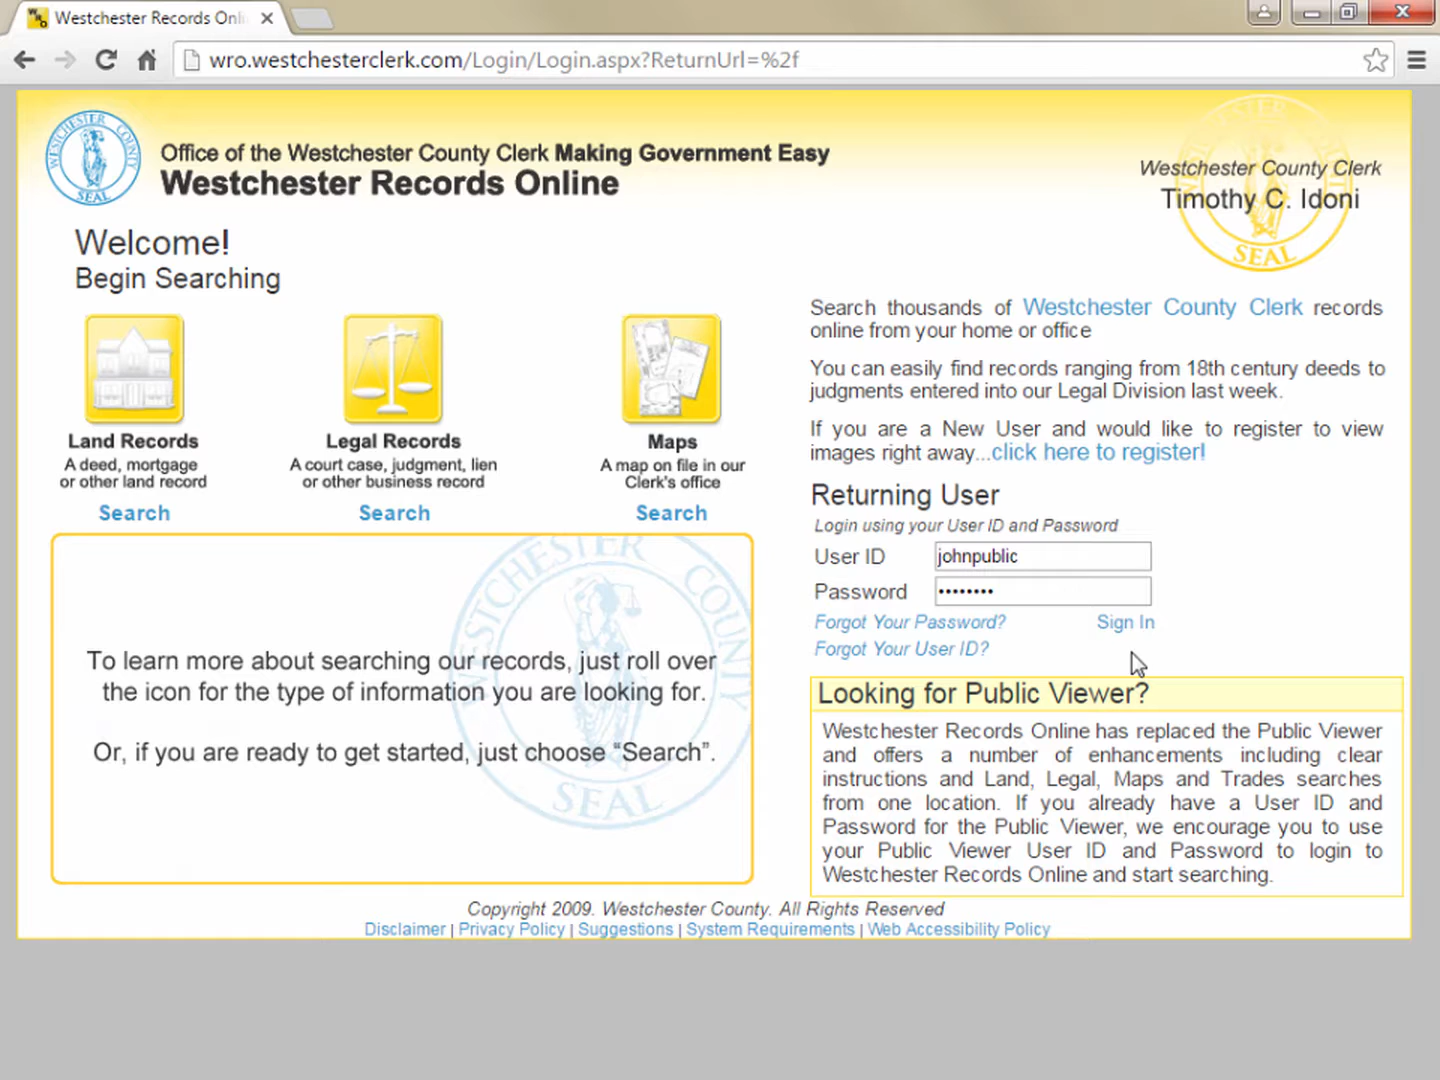 Westchester Records Onli
wro.westchesterclerk.com/Login/Login.aspx?ReturnUrl=%2f
WESTCHESTER COUNTY
SEAL
Office of the Westchester County Clerk Making Government Easy
Westchester Records Online
Westchester County Clerk
Timothy C. Idoni
SEAL
Welcome!
Begin Searching
Land Records
A deed, mortgage
or other land record
Search
Legal Records
A court case, judgment, lien
or other business record
Search
Maps
A map on file in our
Clerk's office
Search
WESTCHESTER COUNTY
SEAL
To learn more about searching our records, just roll over
the icon for the type of information you are looking for.
Or, if you are ready to get started, just choose “Search”.
Search thousands of Westchester County Clerk records
online from your home or office
You can easily find records ranging from 18th century deeds to
judgments entered into our Legal Division last week.
If you are a New User and would like to register to view
images right away...click here to register!
Returning User
Login using your User ID and Password
User ID johnpublic
Password ••••••••
Forgot Your Password? Sign In
Forgot Your User ID?
Looking for Public Viewer?
Westchester Records Online has replaced the Public Viewer
and offers a number of enhancements including clear
instructions and Land, Legal, Maps and Trades searches
from one location. If you already have a User ID and
Password for the Public Viewer, we encourage you to use
your Public Viewer User ID and Password to login to
Westchester Records Online and start searching.
Copyright 2009. Westchester County. All Rights Reserved
Disclaimer | Privacy Policy | Suggestions | System Requirements | Web Accessibility Policy